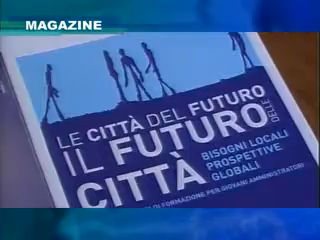 MAGAZINE
LE CITTÀ DEL FUTURO
IL FUTURO DELLE
CITTÀ
BISOGNI LOCALI
PROSPETTIVE
GLOBALI
DI FORMAZIONE PER GIOVANI AMMINISTRATORI